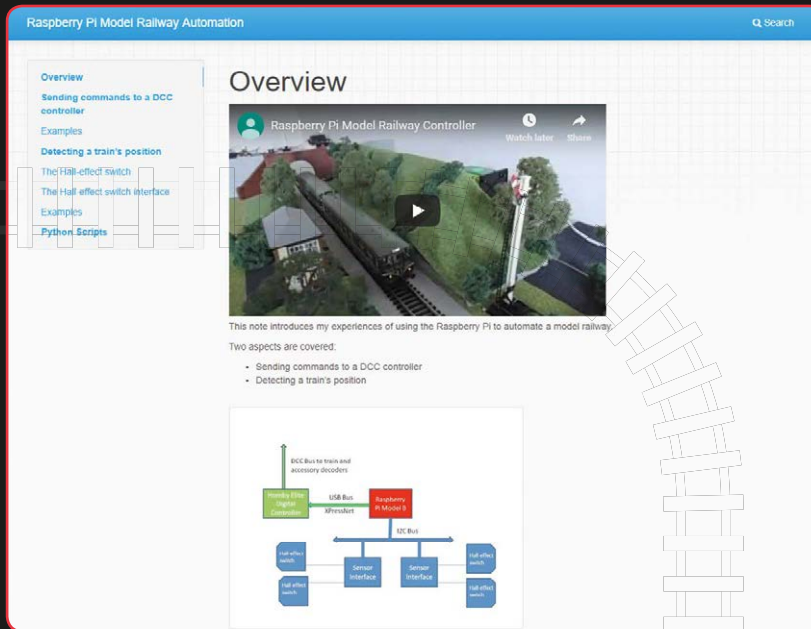 Raspberry Pi Model Railway Automation
Search
Overview
Sending commands to a DCC
controller
Examples
Detecting a train's position
The Hall-effect switch
The Hall effect switch interface
Examples
Python Scripts
Overview
Raspberry Pi Model Railway Controller
Watch later
Share
This note introduces my experiences of using the Raspberry Pi to automate a model railway.
Two aspects are covered:
• Sending commands to a DCC controller
• Detecting a train's position
DCC Bus to train and
accessory decoders
Hornby Elite
Digital
Controller
USB Bus
XPressNet
Raspberry
Pi Model B
I2C Bus
Hall-effect
switch
Hall effect
switch
Sensor
Interface
Sensor
Interface
Hall effect
switch
Hall effect
switch